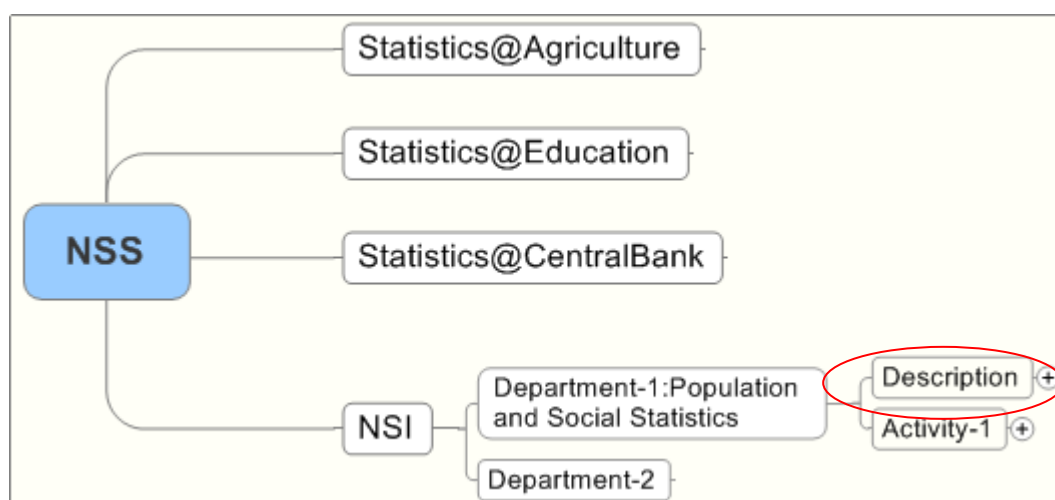 Statistics@Agriculture
Statistics@Education
NSS
Statistics@CentralBank
Description
Department-1:Population
and Social Statistics
NSI
Activity-1
Department-2